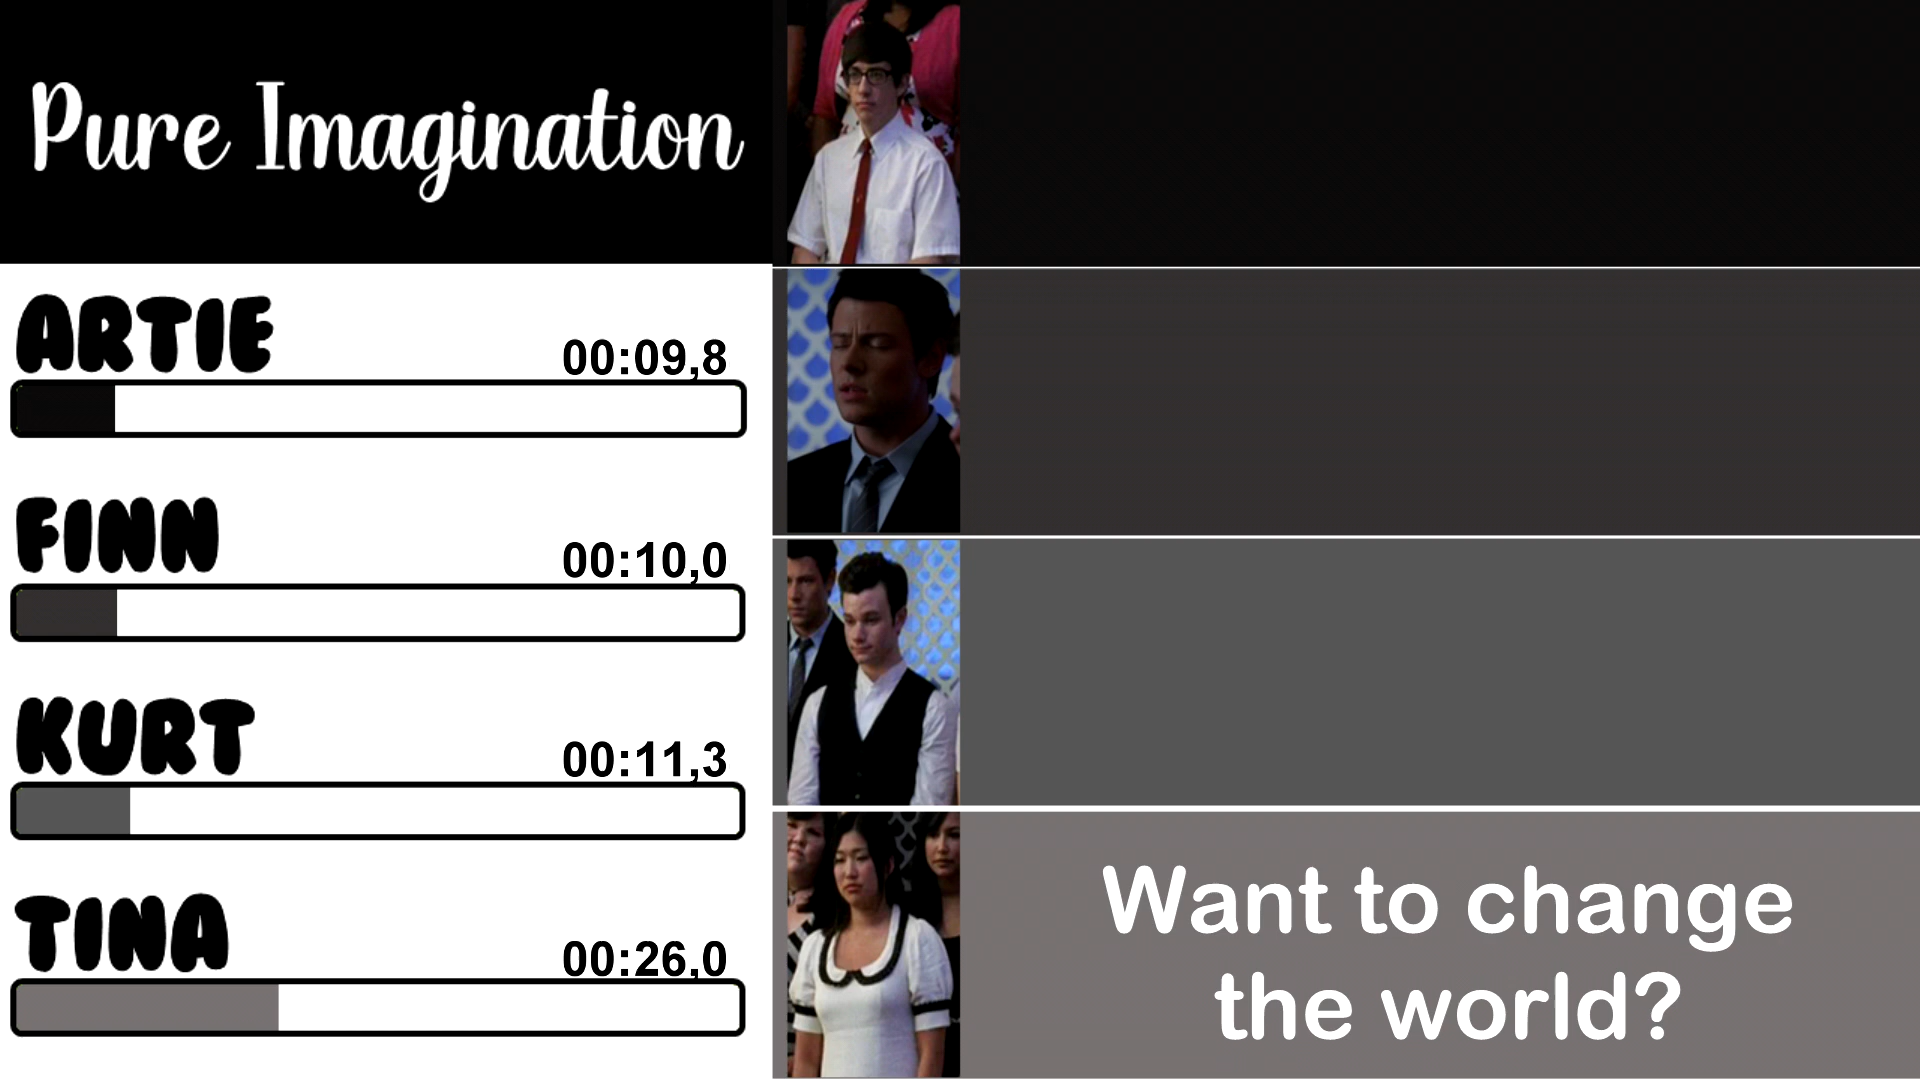 Pure Imagination
ARTIE
00:09,8
FINN
00:10,0
KURT
00:11,3
TINA
00:26,0
Want to change
the world?